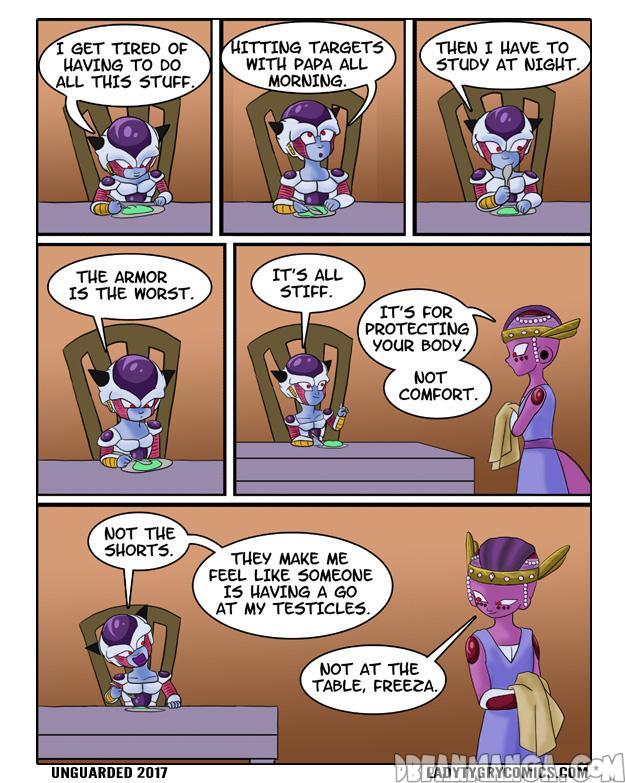 I GET TIRED OF
HAVING TO DO
ALL THIS STUFF.
HITTING TARGETS
WITH PAPA ALL
MORNING.
THEN I HAVE TO
STUDY AT NIGHT.
THE ARMOR
IS THE WORST.
IT'S ALL
STIFF.
IT'S FOR
PROTECTING
YOUR BODY.
NOT
COMFORT.
NOT THE
SHORTS.
THEY MAKE ME
FEEL LIKE SOMEONE
IS HAVING A GO
AT MY TESTICLES.
NOT AT THE
TABLE, FREEZA.
UNGUARDED 2017
LADYTYGRYCOMICS.COM
DBFANMANGA.COM